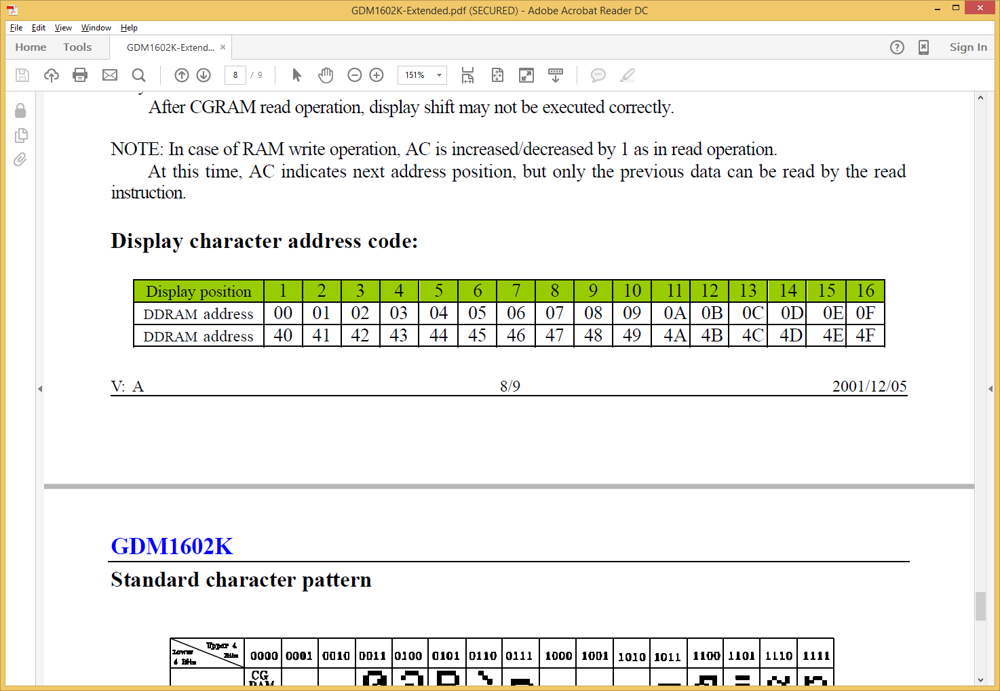 GDM1602K-Extended.pdf (SECURED) - Adobe Acrobat Reader DC
File Edit View Window Help
Home Tools GDM1602K-Extend... × Sign In
8 / 9 151%
After CGRAM read operation, display shift may not be executed correctly.
NOTE: In case of RAM write operation, AC is increased/decreased by 1 as in read operation.
At this time, AC indicates next address position, but only the previous data can be read by the read
instruction.
Display character address code:
Display position 1 2 3 4 5 6 7 8 9 10 11 12 13 14 15 16
DDRAM address 00 01 02 03 04 05 06 07 08 09 0A 0B 0C 0D 0E 0F
DDRAM address 40 41 42 43 44 45 46 47 48 49 4A 4B 4C 4D 4E 4F
V: A 8/9 2001/12/05
GDM1602K
Standard character pattern
Upper 4
Bits
Lower
4 Bits
0000 0001 0010 0011 0100 0101 0110 0111 1000 1001 1010 1011 1100 1101 1110 1111
CG
RAM